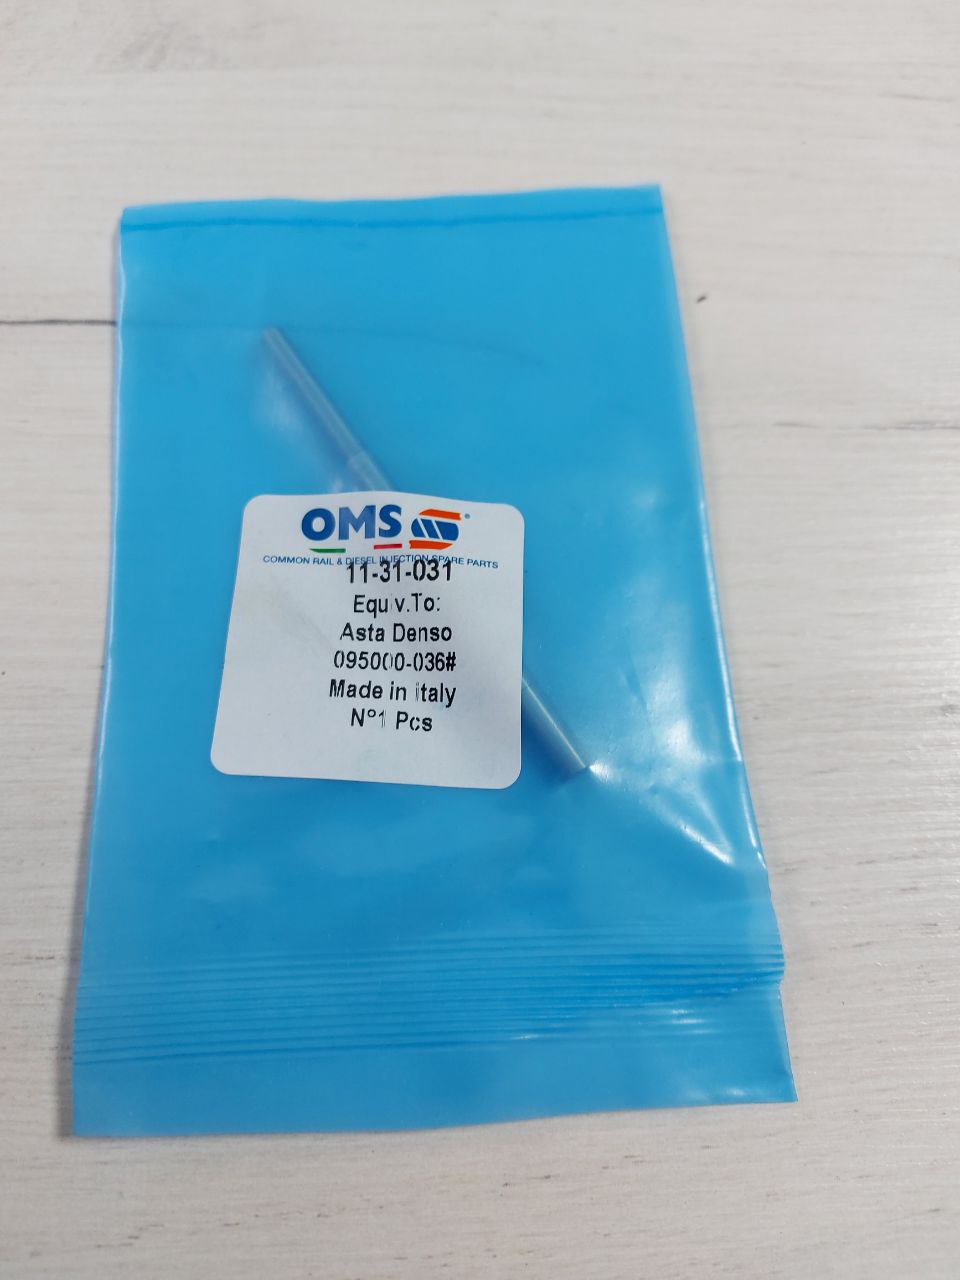 OMS
COMMON RAIL & DIESEL INJECTION SPARE PARTS
11-31-031
Equiv.To:
Asta Denso
095000-036#
Made in italy
N°1 Pcs